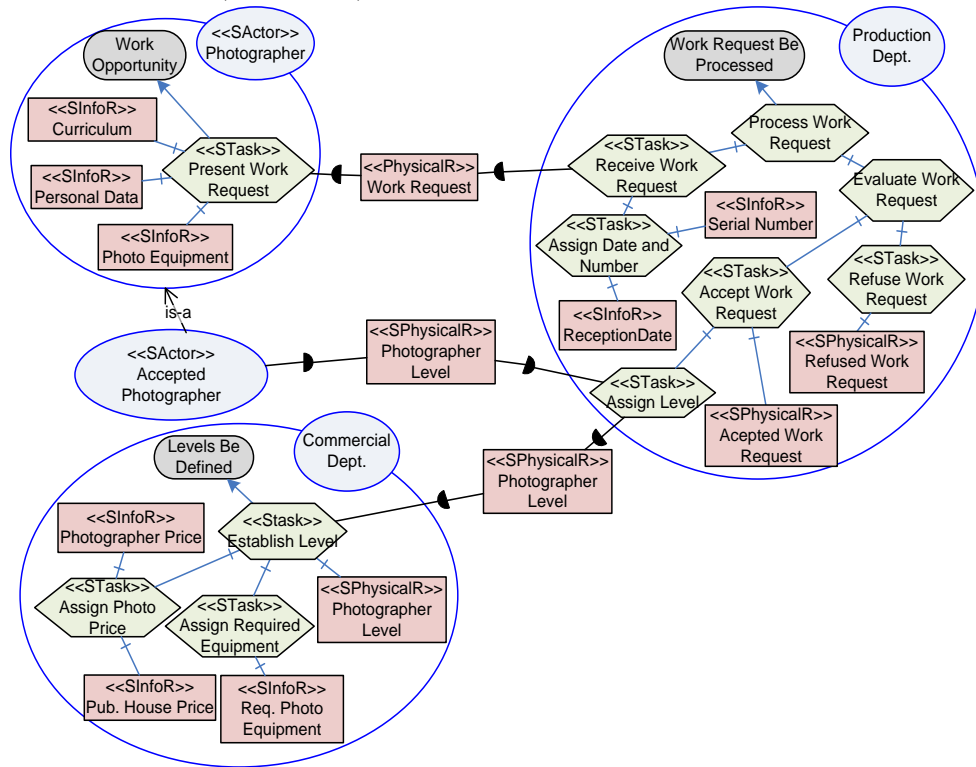 Work
Opportunity
<<SActor>>
Photographer
<<SInfoR>>
Curriculum
<<SInfoR>>
Personal Data
<<STask>>
Present Work
Request
<<SInfoR>>
Photo Equipment
<<PhysicalR>>
Work Request
Work Request Be
Processed
Production
Dept.
Process Work
Request
<<STask>>
Receive Work
Request
Evaluate Work
Request
<<SInfoR>>
Serial Number
<<STask>>
Assign Date and
Number
<<STask>>
Accept Work
Request
<<STask>>
Refuse Work
Request
<<SInfoR>>
ReceptionDate
<<SPhysicalR>>
Refused Work
Request
<<STask>>
Assign Level
<<SPhysicalR>>
Acepted Work
Request
is-a
<<SActor>>
Accepted
Photographer
<<SPhysicalR>>
Photographer
Level
<<SPhysicalR>>
Photographer
Level
Levels Be
Defined
Commercial
Dept.
<<SInfoR>>
Photographer Price
<<Stask>>
Establish Level
<<STask>>
Assign Photo
Price
<<STask>>
Assign Required
Equipment
<<SPhysicalR>>
Photographer
Level
<<SInfoR>>
Pub. House Price
<<SInfoR>>
Req. Photo
Equipment